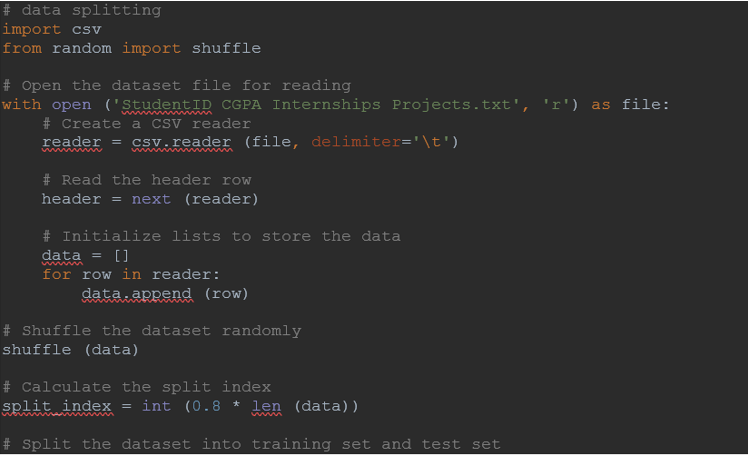 # data splitting
import csv
from random import shuffle
# Open the dataset file for reading
with open ('StudentID CGPA Internships Projects.txt', 'r') as file:
# Create a CSV reader
reader = csv.reader (file, delimiter='\t')
# Read the header row
header = next (reader)
# Initialize lists to store the data
data = []
for row in reader:
data.append (row)
# Shuffle the dataset randomly
shuffle (data)
# Calculate the split index
split_index = int (0.8 * len (data))
# Split the dataset into training set and test set